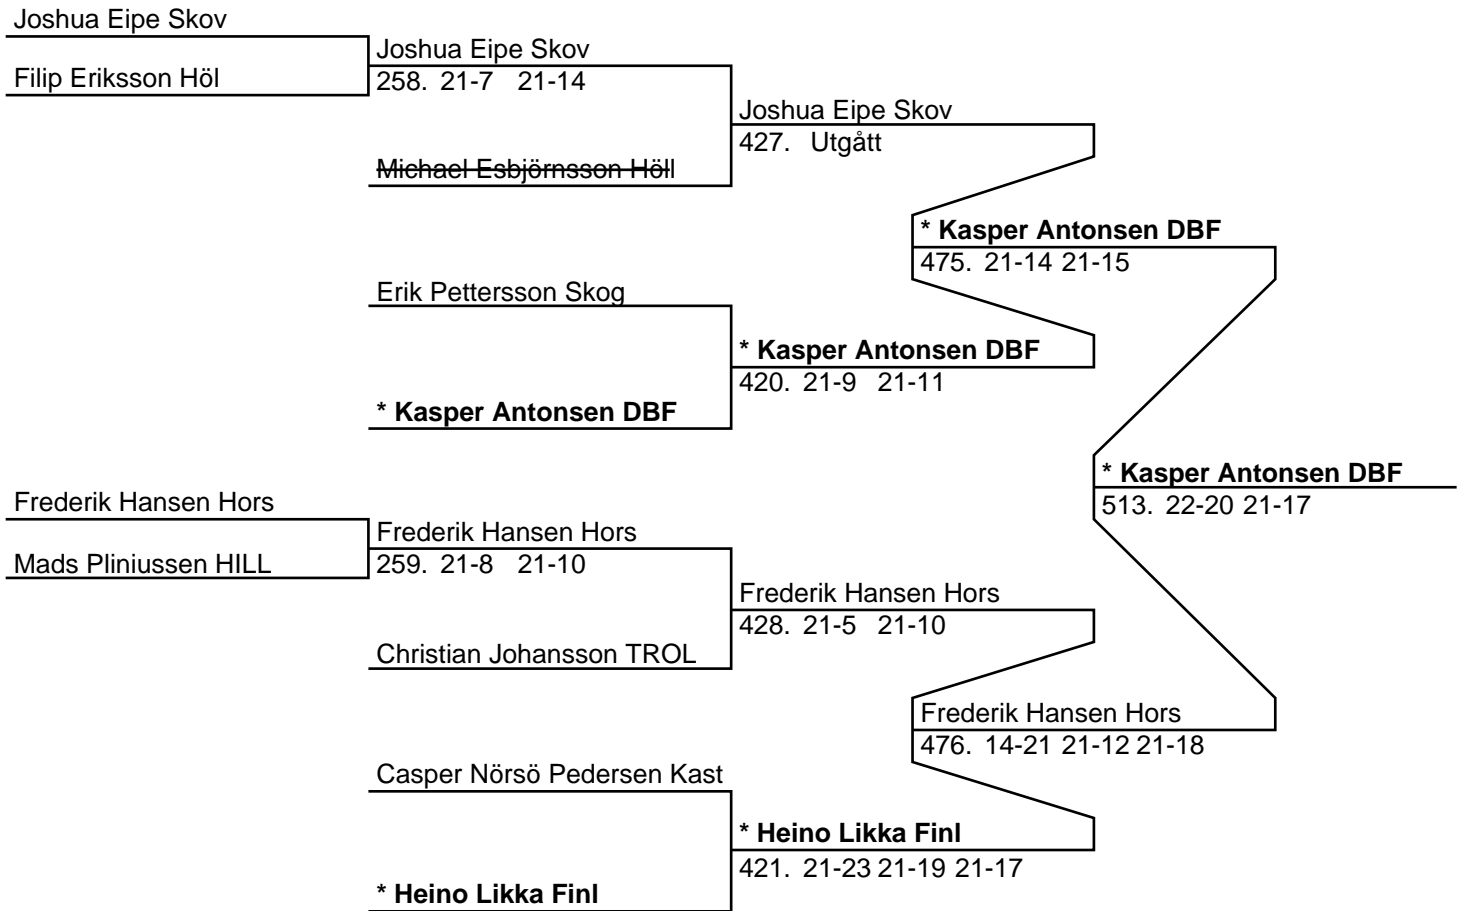 Joshua Eipe Skov
Joshua Eipe Skov
Filip Eriksson Höl
258. 21-7 21-14
Joshua Eipe Skov
427. Utgått
Michael Esbjörnsson Höll
* Kasper Antonsen DBF
475. 21-14 21-15
Erik Pettersson Skog
* Kasper Antonsen DBF
420. 21-9 21-11
* Kasper Antonsen DBF
* Kasper Antonsen DBF
513. 22-20 21-17
Frederik Hansen Hors
Frederik Hansen Hors
Mads Pliniussen HILL
259. 21-8 21-10
Frederik Hansen Hors
428. 21-5 21-10
Christian Johansson TROL
Frederik Hansen Hors
476. 14-21 21-12 21-18
Casper Nörsö Pedersen Kast
* Heino Likka Finl
421. 21-23 21-19 21-17
* Heino Likka Finl